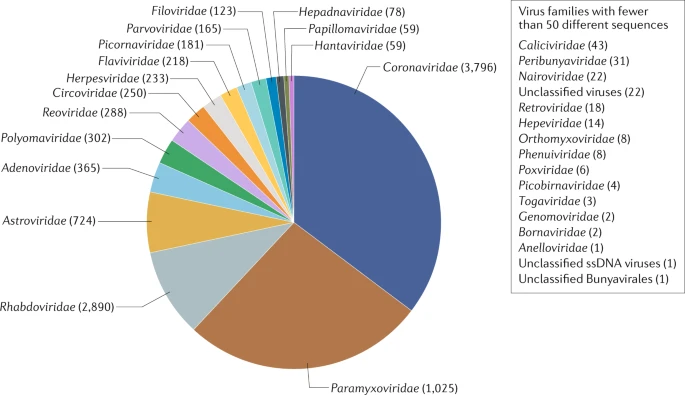 Filoviridae (123)
Hepadnaviridae (78)
Parvoviridae (165)
Papillomaviridae (59)
Picornaviridae (181)
Hantaviridae (59)
Flaviviridae (218)
Coronaviridae (3,796)
Herpesviridae (233)
Circoviridae (250)
Reoviridae (288)
Polyomaviridae (302)
Adenoviridae (365)
Astroviridae (724)
Rhabdoviridae (2,890)
Paramyxoviridae (1,025)
Virus families with fewer
than 50 different sequences
Caliciviridae (43)
Peribunyaviridae (31)
Nairoviridae (22)
Unclassified viruses (22)
Retroviridae (18)
Hepeviridae (14)
Orthomyxoviridae (8)
Phenuiviridae (8)
Poxviridae (6)
Picobirnaviridae (4)
Togaviridae (3)
Genomoviridae (2)
Bornaviridae (2)
Anelloviridae (1)
Unclassified ssDNA viruses (1)
Unclassified Bunyavirales (1)